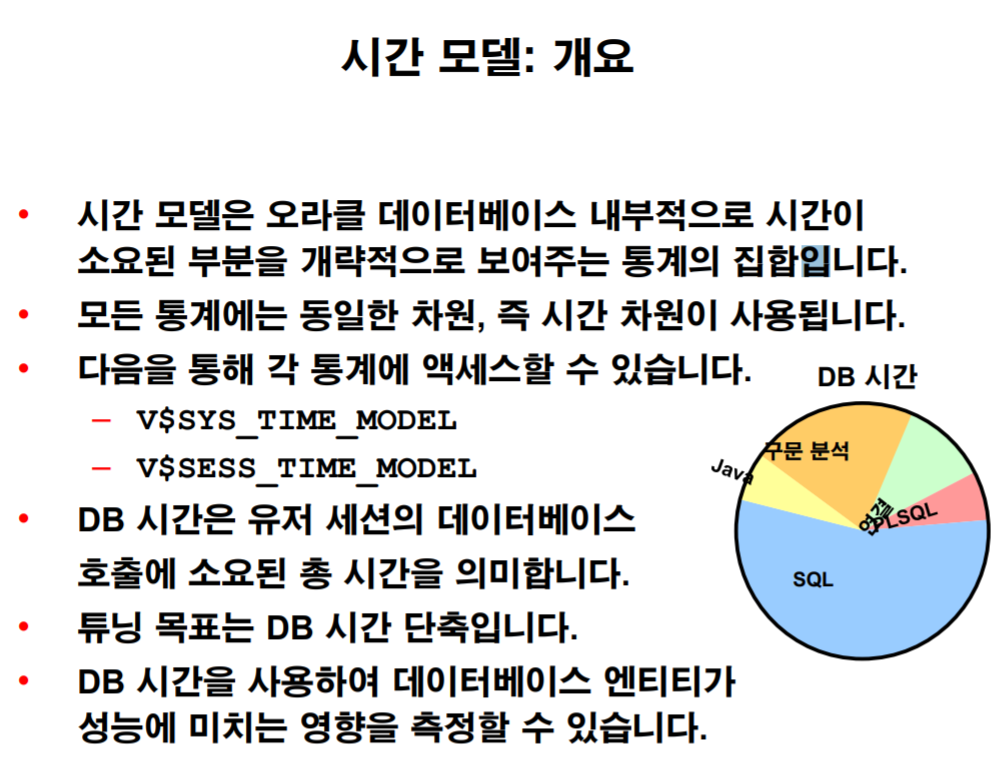 시간 모델: 개요
• 시간 모델은 오라클 데이터베이스 내부적으로 시간이
소요된 부분을 개략적으로 보여주는 통계의 집합입니다.
• 모든 통계에는 동일한 차원, 즉 시간 차원이 사용됩니다.
• 다음을 통해 각 통계에 액세스할 수 있습니다.
– V$SYS_TIME_MODEL
– V$SESS_TIME_MODEL
• DB 시간은 유저 세션의 데이터베이스
호출에 소요된 총 시간을 의미합니다.
• 튜닝 목표는 DB 시간 단축입니다.
• DB 시간을 사용하여 데이터베이스 엔티티가
성능에 미치는 영향을 측정할 수 있습니다.
DB 시간
구문 분석
Java
연결
PLSQL
SQL